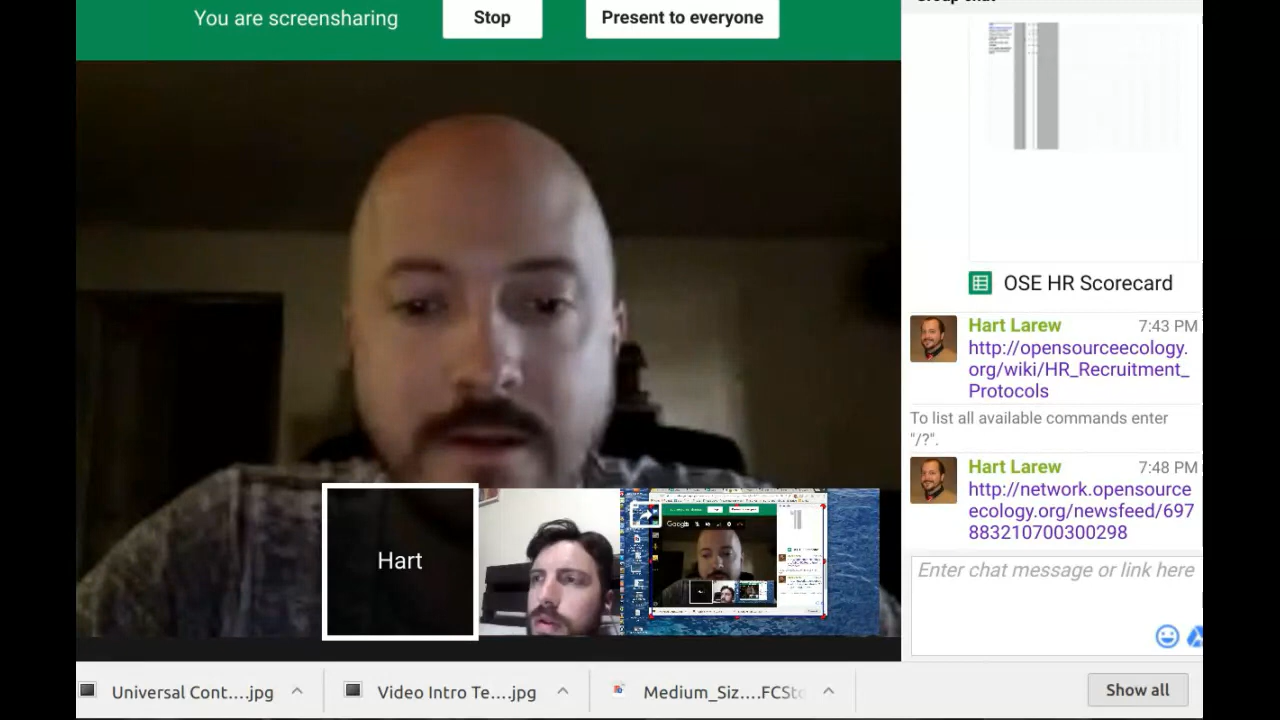 You are screensharing
Stop
Present to everyone
OSE HR Scorecard
Hart Larew
7:43 PM
http://opensourceecology.
org/wiki/HR_Recruitment_
Protocols
To list all available commands enter
"/?".
Hart Larew
7:48 PM
http://network.opensource
ecology.org/newsfeed/697
883210700300298
Enter chat message or link here
Hart
Universal Cont....jpg
Video Intro Te....jpg
Medium_Siz....FCSt
Show all